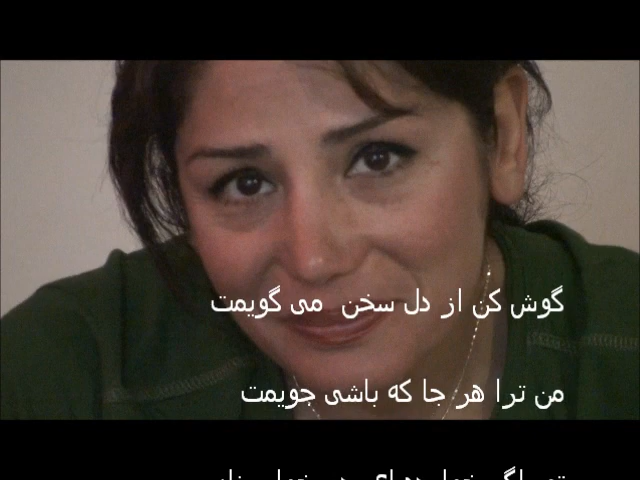 گوش کن از دل سخن می گویمت
من ترا هر جا که باشی جویمت